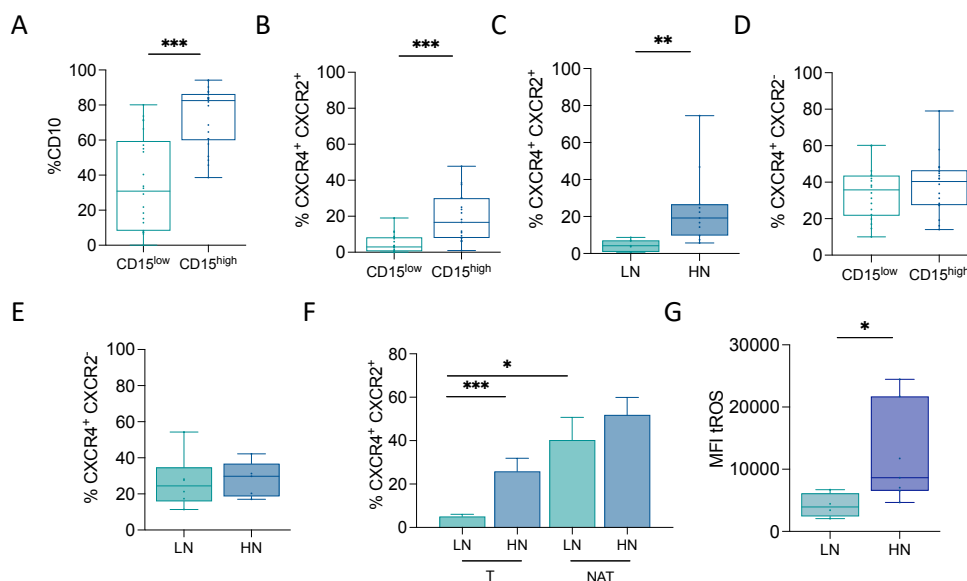 A
***
%CD10
100
80
60
40
20
0
CD15low
CD15high
B
***
% CXCR4+ CXCR2+
100
80
60
40
20
0
CD15low
CD15high
C
**
% CXCR4+ CXCR2+
100
80
60
40
20
0
LN
HN
D
% CXCR4+ CXCR2-
100
80
60
40
20
0
CD15low
CD15high
E
% CXCR4+ CXCR2-
100
80
60
40
20
0
LN
HN
F
*
***
% CXCR4+ CXCR2+
80
60
40
20
0
LN HN LN HN
T NAT
G
*
MFI tROS
30000
20000
10000
0
LN
HN